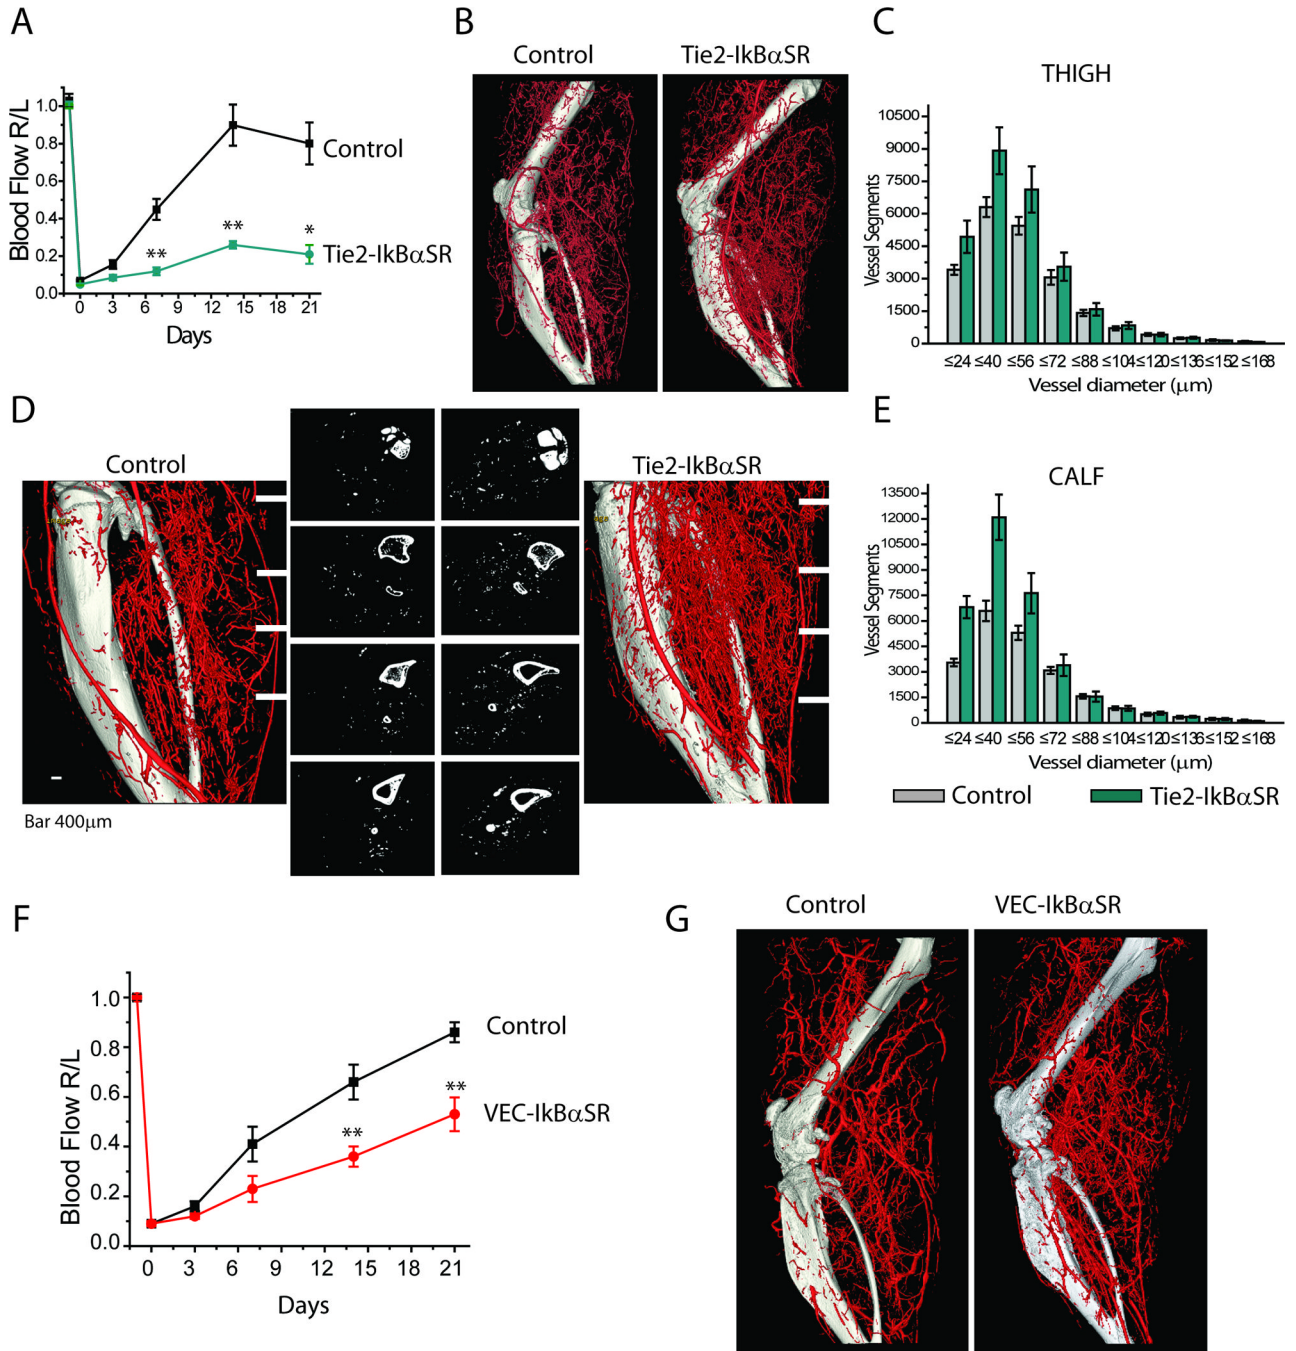 A
Blood Flow R/L
1.0
0.8
0.6
0.4
0.2
0.0
Control
**
**
*
Tie2-IkBαSR
0 3 6 9 12 15 18 21
Days
B
Control Tie2-IkBαSR
C
THIGH
Vessel Segments
10500
9000
7500
6000
4500
3000
1500
0
≤24 ≤40 ≤56 ≤72 ≤88 ≤104 ≤120 ≤136 ≤152 ≤168
Vessel diameter (μm)
D
Control
Tie2-IkBαSR
Bar 400μm
E
CALF
Vessel Segments
13500
12000
10500
9000
7500
6000
4500
3000
1500
0
≤24 ≤40 ≤56 ≤72 ≤88 ≤104 ≤120 ≤136 ≤152 ≤168
Vessel diameter (μm)
Control Tie2-IkBαSR
F
Blood Flow R/L
1.0
0.8
0.6
0.4
0.2
0.0
Control
**
**
VEC-IkBαSR
0 3 6 9 12 15 18 21
Days
G
Control VEC-IkBαSR